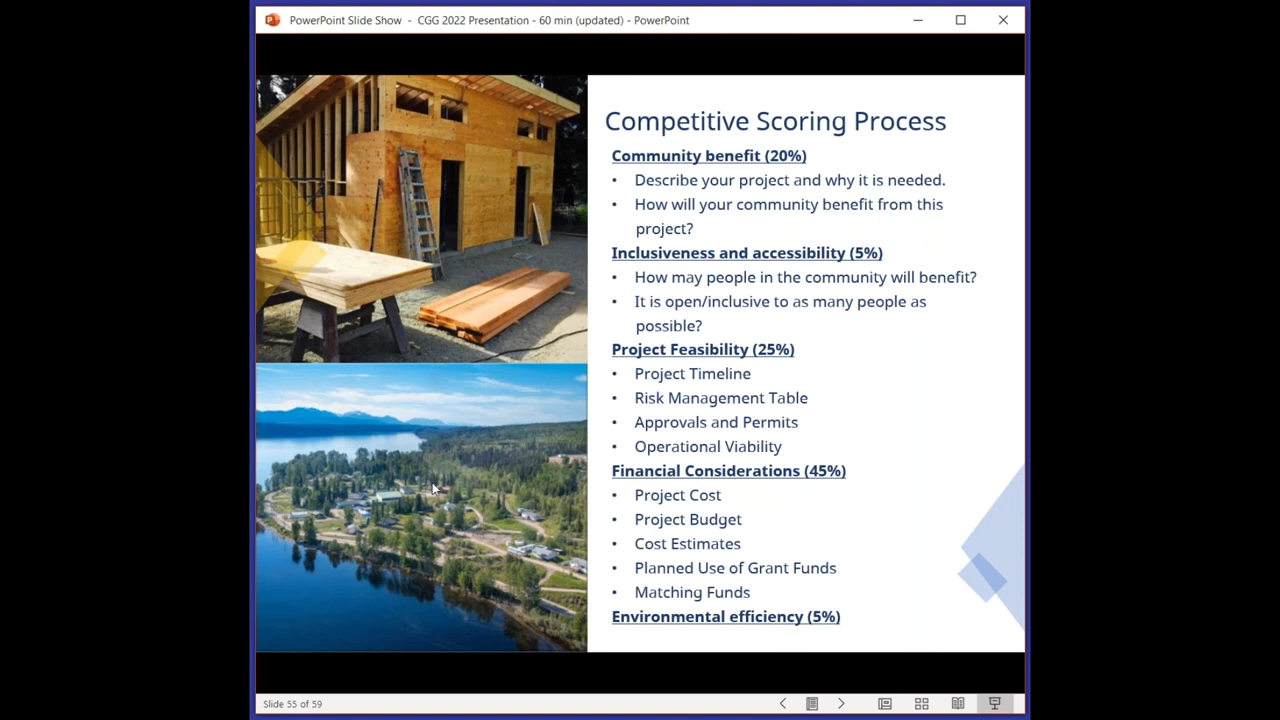 PowerPoint Slide Show - CGG 2022 Presentation - 60 min (updated) - PowerPoint
Competitive Scoring Process
Community benefit (20%)
• Describe your project and why it is needed.
• How will your community benefit from this
project?
Inclusiveness and accessibility (5%)
• How may people in the community will benefit?
• It is open/inclusive to as many people as
possible?
Project Feasibility (25%)
• Project Timeline
• Risk Management Table
• Approvals and Permits
• Operational Viability
Financial Considerations (45%)
• Project Cost
• Project Budget
• Cost Estimates
• Planned Use of Grant Funds
• Matching Funds
Environmental efficiency (5%)
Slide 55 of 59